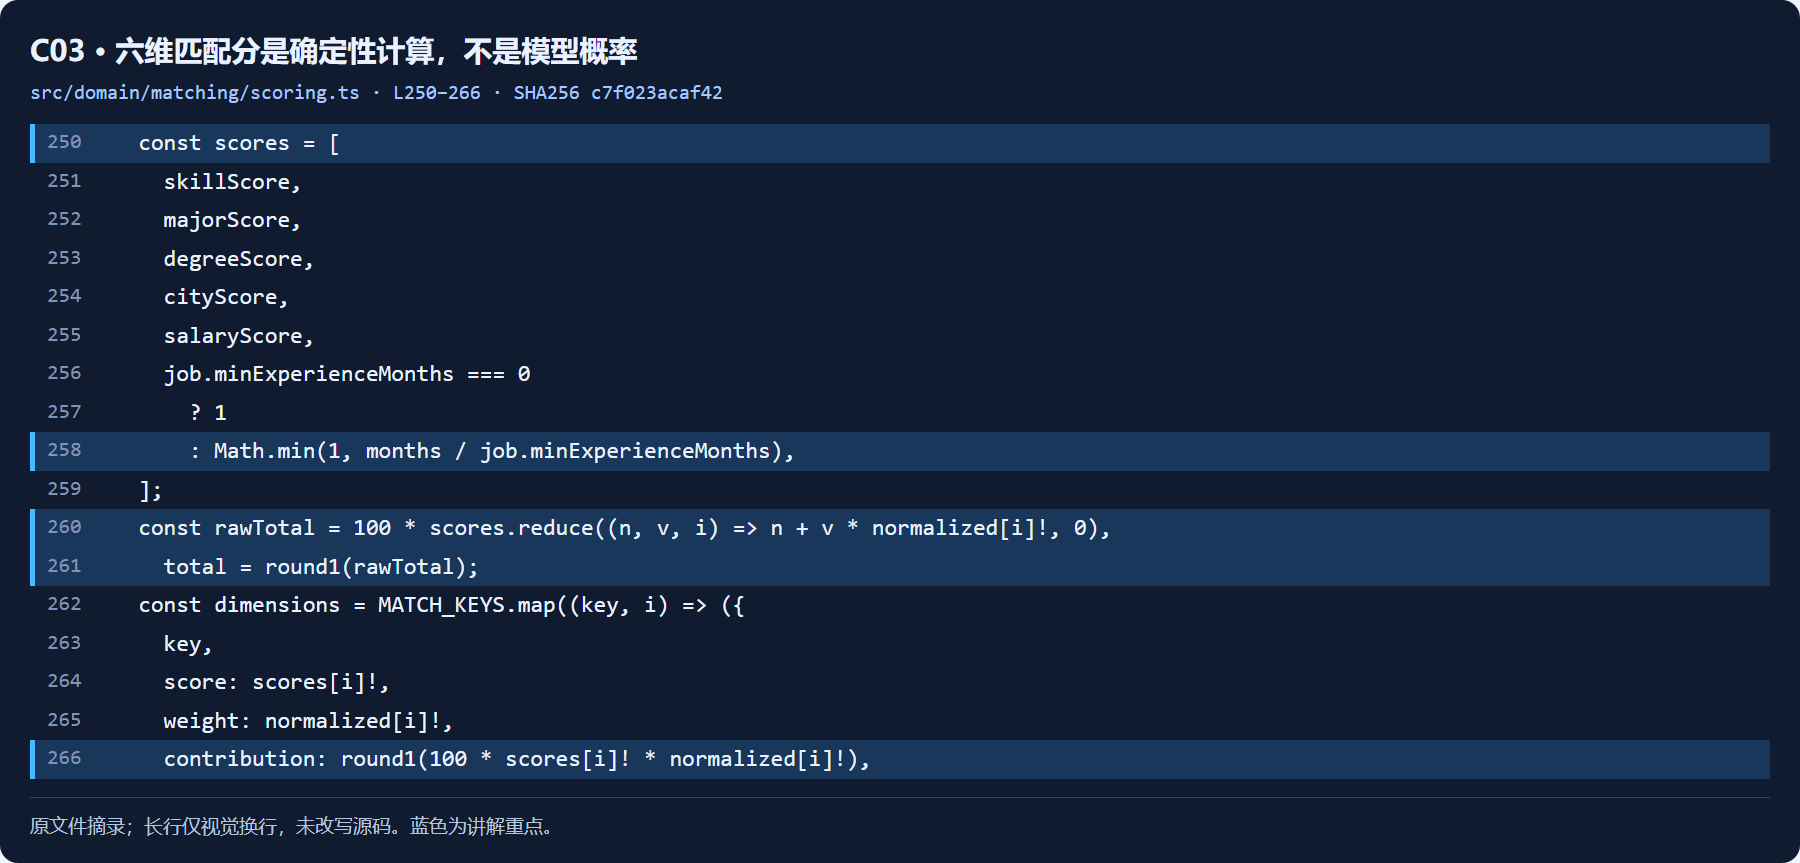 C03 • 六维匹配分是确定性计算，不是模型概率
src/domain/matching/scoring.ts · L250–266 · SHA256 c7f023acaf42
250 const scores = [
251 skillScore,
252 majorScore,
253 degreeScore,
254 cityScore,
255 salaryScore,
256 job.minExperienceMonths === 0
257 ? 1
258 : Math.min(1, months / job.minExperienceMonths),
259 ];
260 const rawTotal = 100 * scores.reduce((n, v, i) => n + v * normalized[i]!, 0),
261 total = round1(rawTotal);
262 const dimensions = MATCH_KEYS.map((key, i) => ({
263 key,
264 score: scores[i]!,
265 weight: normalized[i]!,
266 contribution: round1(100 * scores[i]! * normalized[i]!),
原文件摘录；长行仅视觉换行，未改写源码。蓝色为讲解重点。